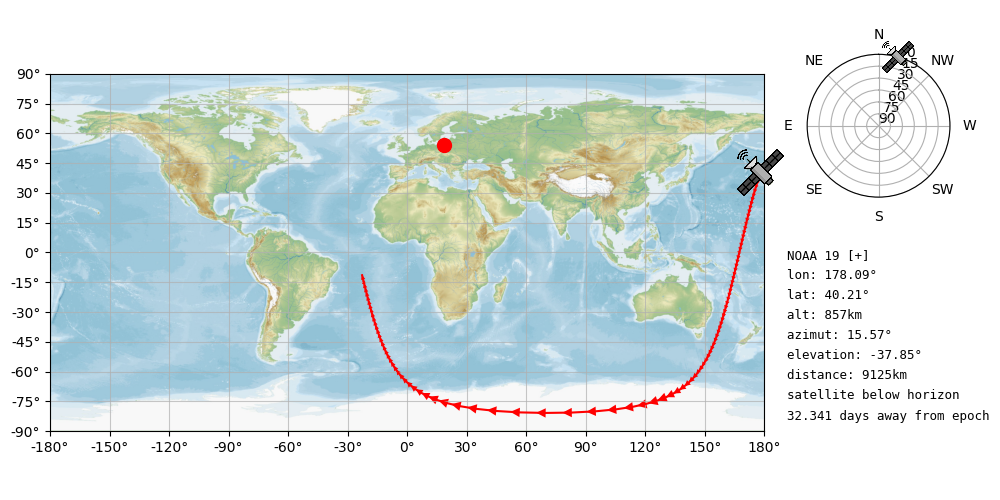 N
NE
NW
0
15
30
45
60
75
90
E
W
SE
SW
S
90°
75°
60°
45°
30°
15°
0°
-15°
-30°
-45°
-60°
-75°
-90°
-180° -150° -120° -90° -60° -30° 0° 30° 60° 90° 120° 150° 180°
NOAA 19 [+]
lon: 178.09°
lat: 40.21°
alt: 857km
azimut: 15.57°
elevation: -37.85°
distance: 9125km
satellite below horizon
32.341 days away from epoch